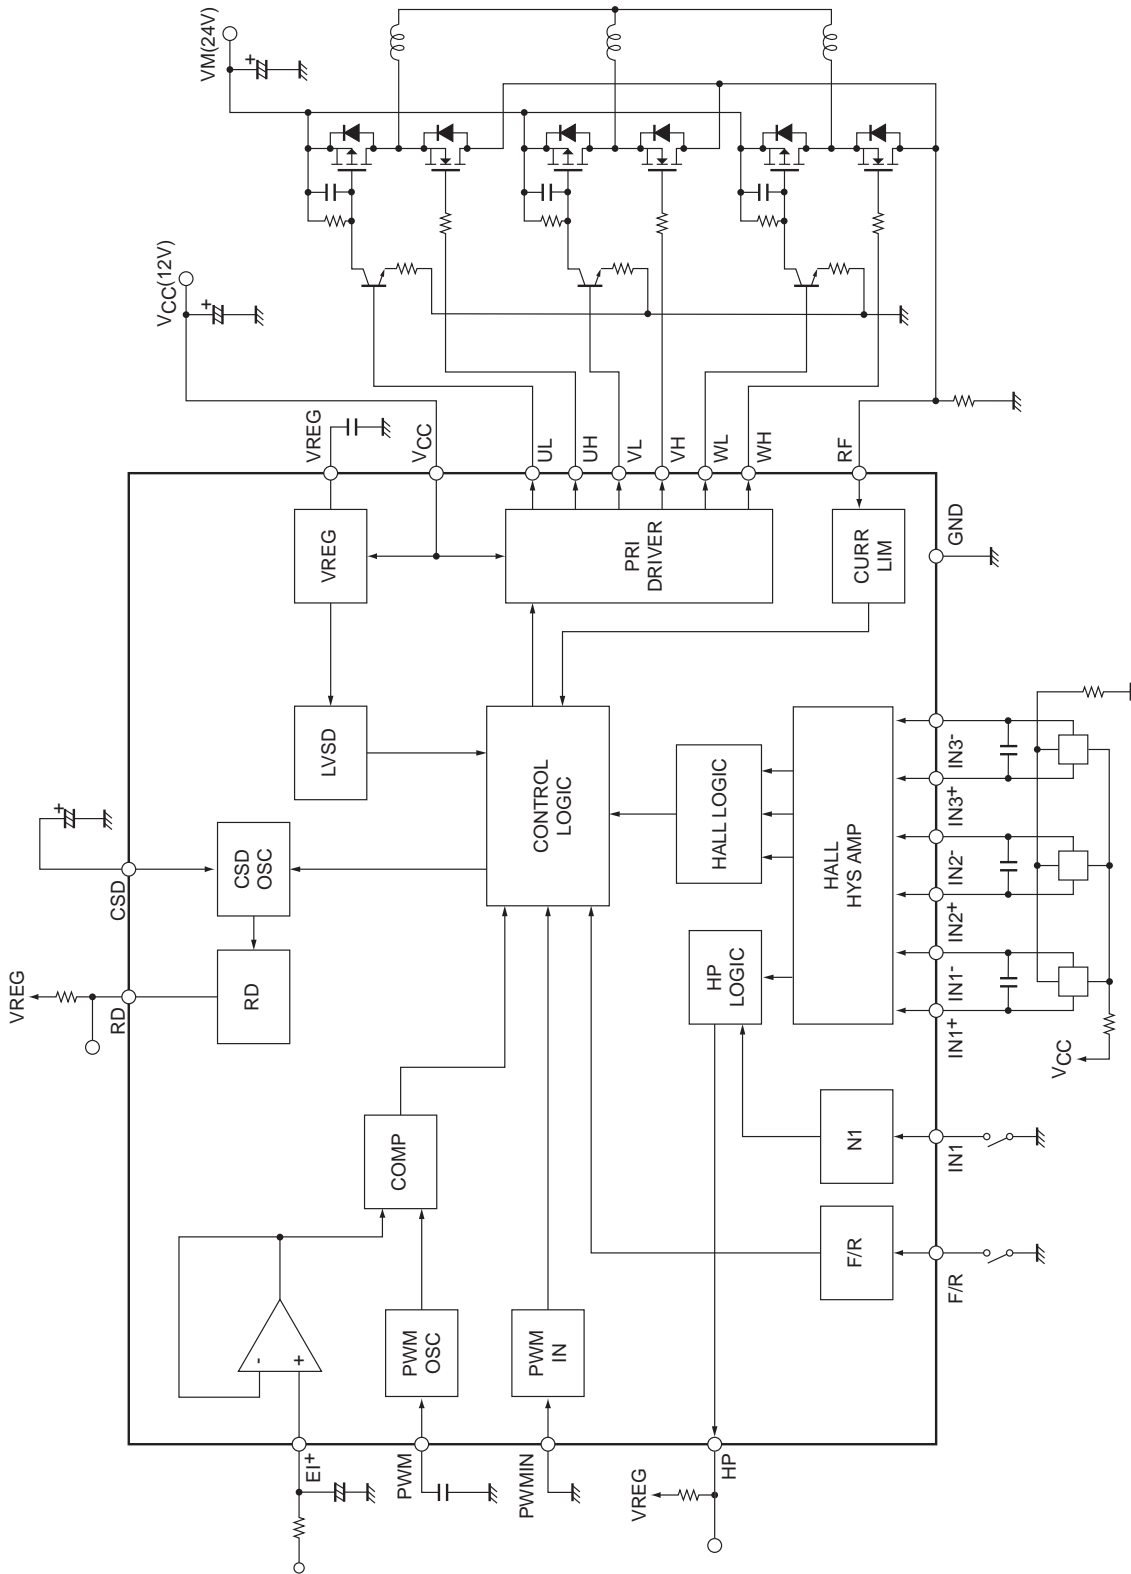 VM(24V)
+
VCC(12V)
+
VREG
VCC
UL
UH
VL
VH
WL
WH
RF
GND
VREG
PRI
DRIVER
CURR
LIM
LVSD
CONTROL
LOGIC
HALL LOGIC
HALL
HYS AMP
+
CSD
CSD
OSC
VREG
RD
RD
HP
LOGIC
IN3-
IN3+
IN2-
IN2+
IN1-
IN1+
VCC
COMP
N1
IN1
F/R
F/R
-
+
PWM
OSC
PWM
IN
EI+
PWM
PWMIN
VREG
HP